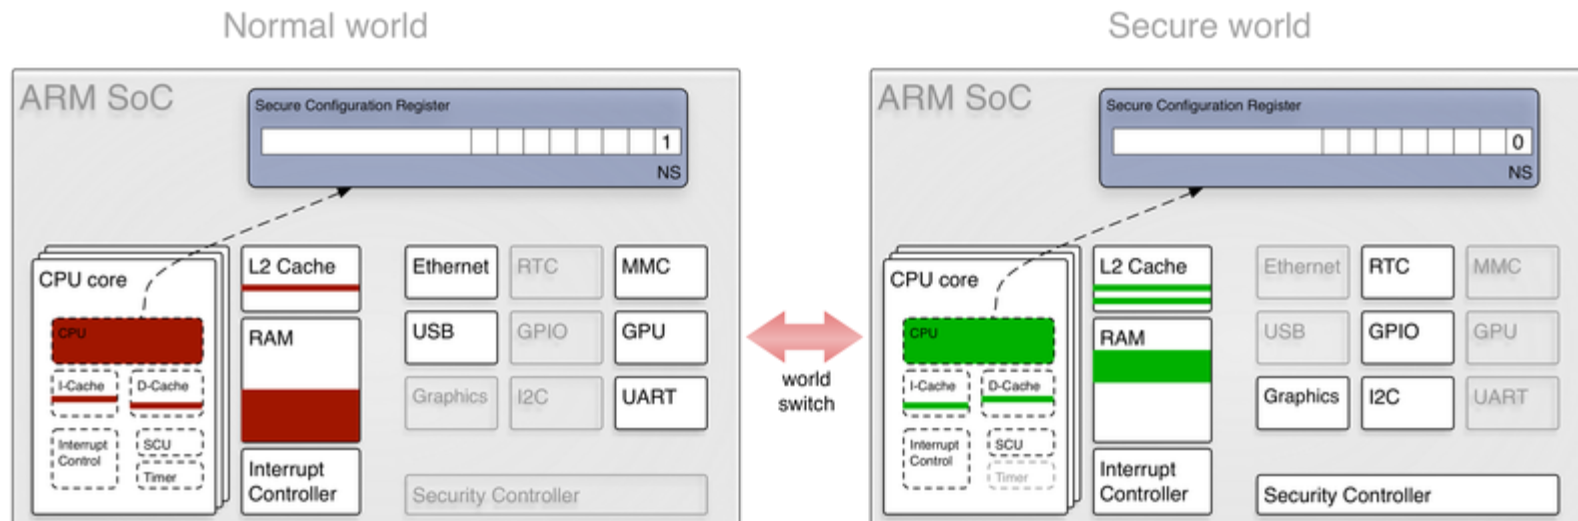 Normal world
Secure world
ARM SoC
Secure Configuration Register
1
NS
CPU core
CPU
I-Cache
D-Cache
Interrupt
Control
SCU
Timer
L2 Cache
RAM
Interrupt
Controller
Ethernet
RTC
MMC
USB
GPIO
GPU
Graphics
I2C
UART
Security Controller
world
switch
ARM SoC
Secure Configuration Register
0
NS
CPU core
CPU
I-Cache
D-Cache
Interrupt
Control
SCU
Timer
L2 Cache
RAM
Interrupt
Controller
Ethernet
RTC
MMC
USB
GPIO
GPU
Graphics
I2C
UART
Security Controller